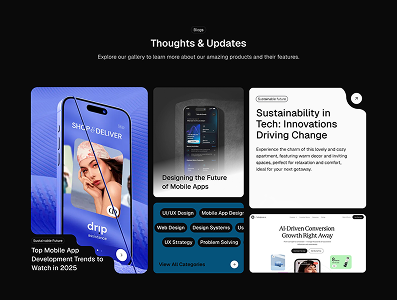 Blogs
Thoughts & Updates
Explore our gallery to learn more about our amazing products and their features.
SHOP / DELIVER
drip
Sustainable Future
Top Mobile App
Development Trends to
Watch in 2025
Designing the Future
of Mobile Apps
UI/UX Design
Mobile App Design
Web Design
Design Systems
UX Strategy
Problem Solving
View All Categories
Sustainable Future
Sustainability in
Tech: Innovations
Driving Change
Experience the charm of this lovely and cozy
apartment, featuring warm decor and inviting
spaces, perfect for relaxation and comfort,
ideal for your next getaway.
AI-Driven Conversion
Growth Right Away